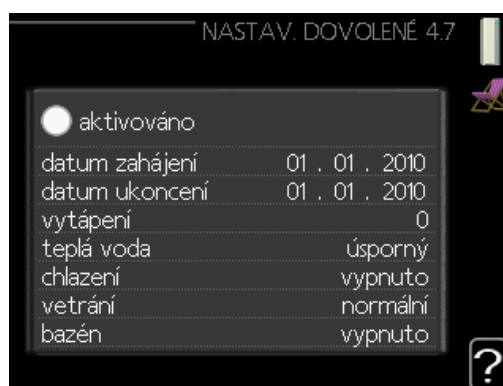 NASTAV. DOVOLENÉ 4.7
aktivováno
datum zahájení 01 . 01 . 2010
datum ukoncení 01 . 01 . 2010
vytápení 0
teplá voda úsporný
chlazení vypnuto
vetrání normální
bazén vypnuto
?